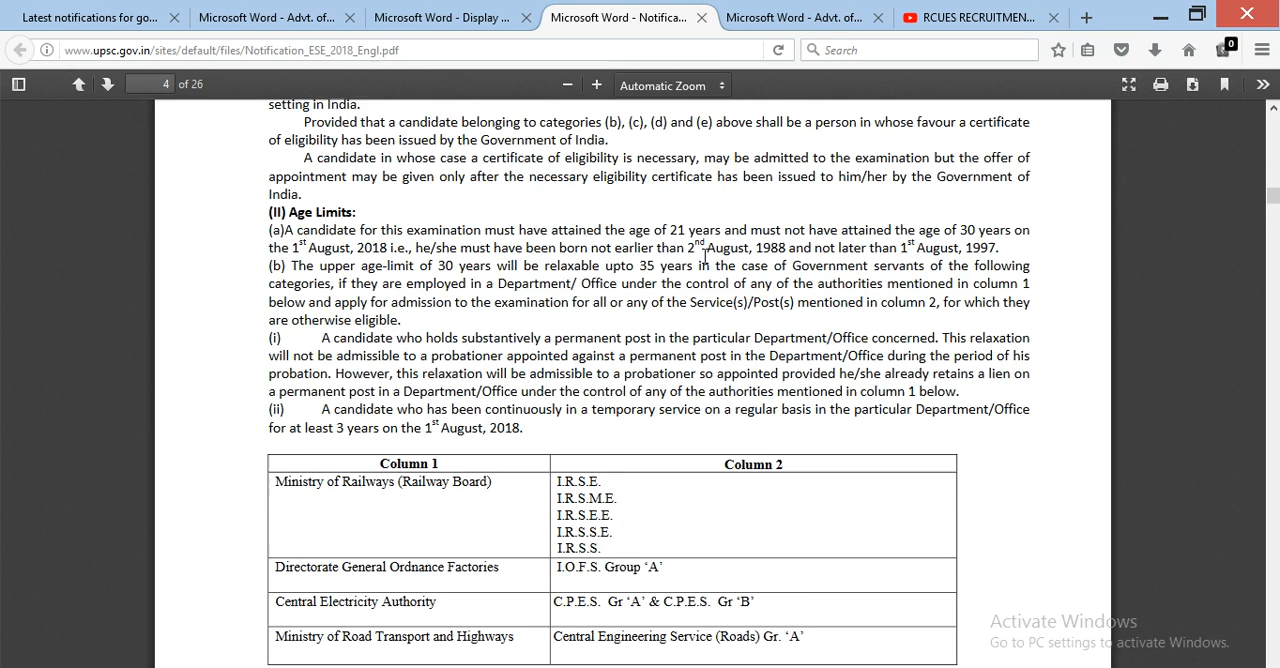 Latest notifications for go...
Microsoft Word - Advt. of...
Microsoft Word - Display ...
Microsoft Word - Notifica...
Microsoft Word - Advt. of...
RCUES RECRUITMEN...
www.upsc.gov.in/sites/default/files/Notification_ESE_2018_Engl.pdf
Search
0
4 of 26
Automatic Zoom
setting in India.
Provided that a candidate belonging to categories (b), (c), (d) and (e) above shall be a person in whose favour a certificate
of eligibility has been issued by the Government of India.
A candidate in whose case a certificate of eligibility is necessary, may be admitted to the examination but the offer of
appointment may be given only after the necessary eligibility certificate has been issued to him/her by the Government of
India.
(II) Age Limits:
(a)A candidate for this examination must have attained the age of 21 years and must not have attained the age of 30 years on
the 1st August, 2018 i.e., he/she must have been born not earlier than 2nd August, 1988 and not later than 1st August, 1997.
(b) The upper age-limit of 30 years will be relaxable upto 35 years in the case of Government servants of the following
categories, if they are employed in a Department/ Office under the control of any of the authorities mentioned in column 1
below and apply for admission to the examination for all or any of the Service(s)/Post(s) mentioned in column 2, for which they
are otherwise eligible.
(i) A candidate who holds substantively a permanent post in the particular Department/Office concerned. This relaxation
will not be admissible to a probationer appointed against a permanent post in the Department/Office during the period of his
probation. However, this relaxation will be admissible to a probationer so appointed provided he/she already retains a lien on
a permanent post in a Department/Office under the control of any of the authorities mentioned in column 1 below.
(ii) A candidate who has been continuously in a temporary service on a regular basis in the particular Department/Office
for at least 3 years on the 1st August, 2018.
Column 1
Column 2
Ministry of Railways (Railway Board)
I.R.S.E.
I.R.S.M.E.
I.R.S.E.E.
I.R.S.S.E.
I.R.S.S.
Directorate General Ordnance Factories
I.O.F.S. Group ‘A’
Central Electricity Authority
C.P.E.S. Gr ‘A’ & C.P.E.S. Gr ‘B’
Ministry of Road Transport and Highways
Central Engineering Service (Roads) Gr. ‘A’
Activate Windows
Go to PC settings to activate Windows.